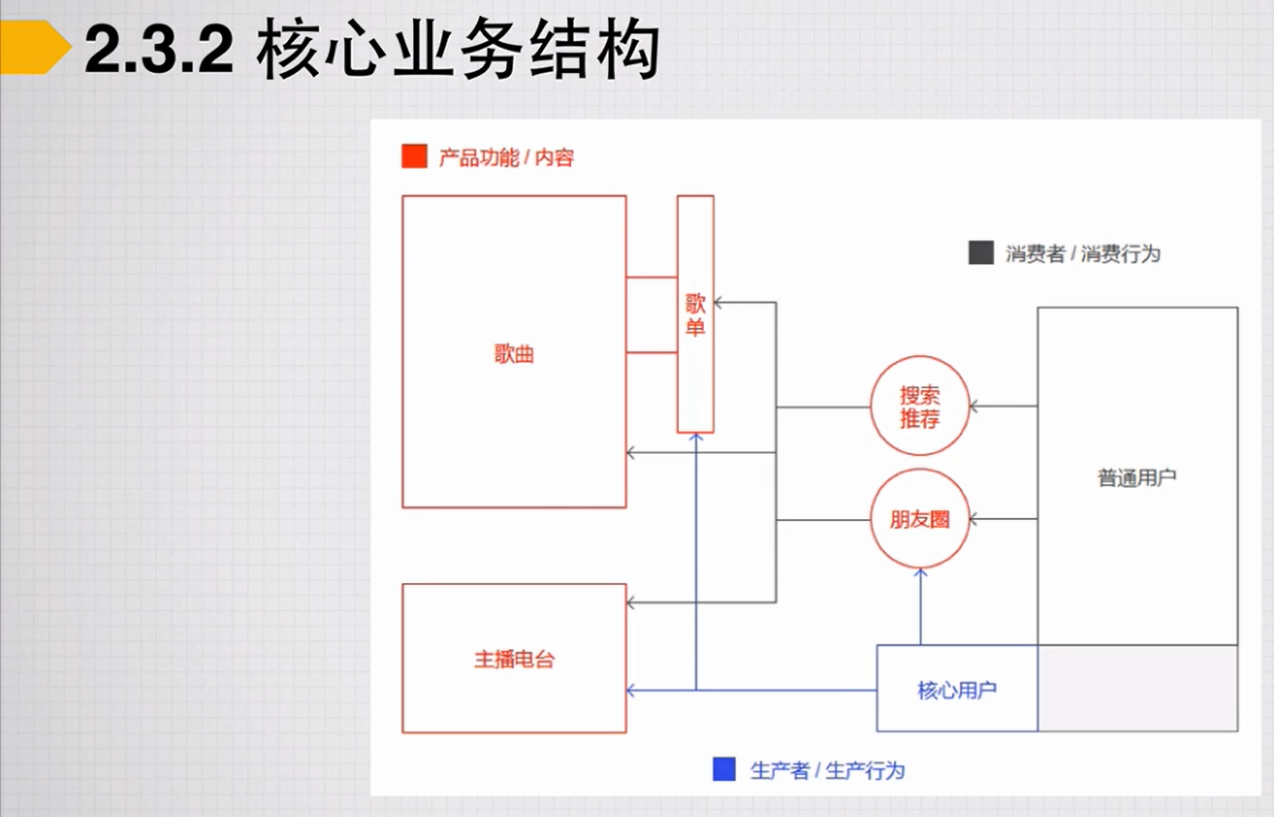 2.3.2 核心业务结构
产品功能 / 内容
消费者 / 消费行为
歌
单
歌曲
搜索
推荐
普通用户
朋友圈
主播电台
核心用户
生产者 / 生产行为